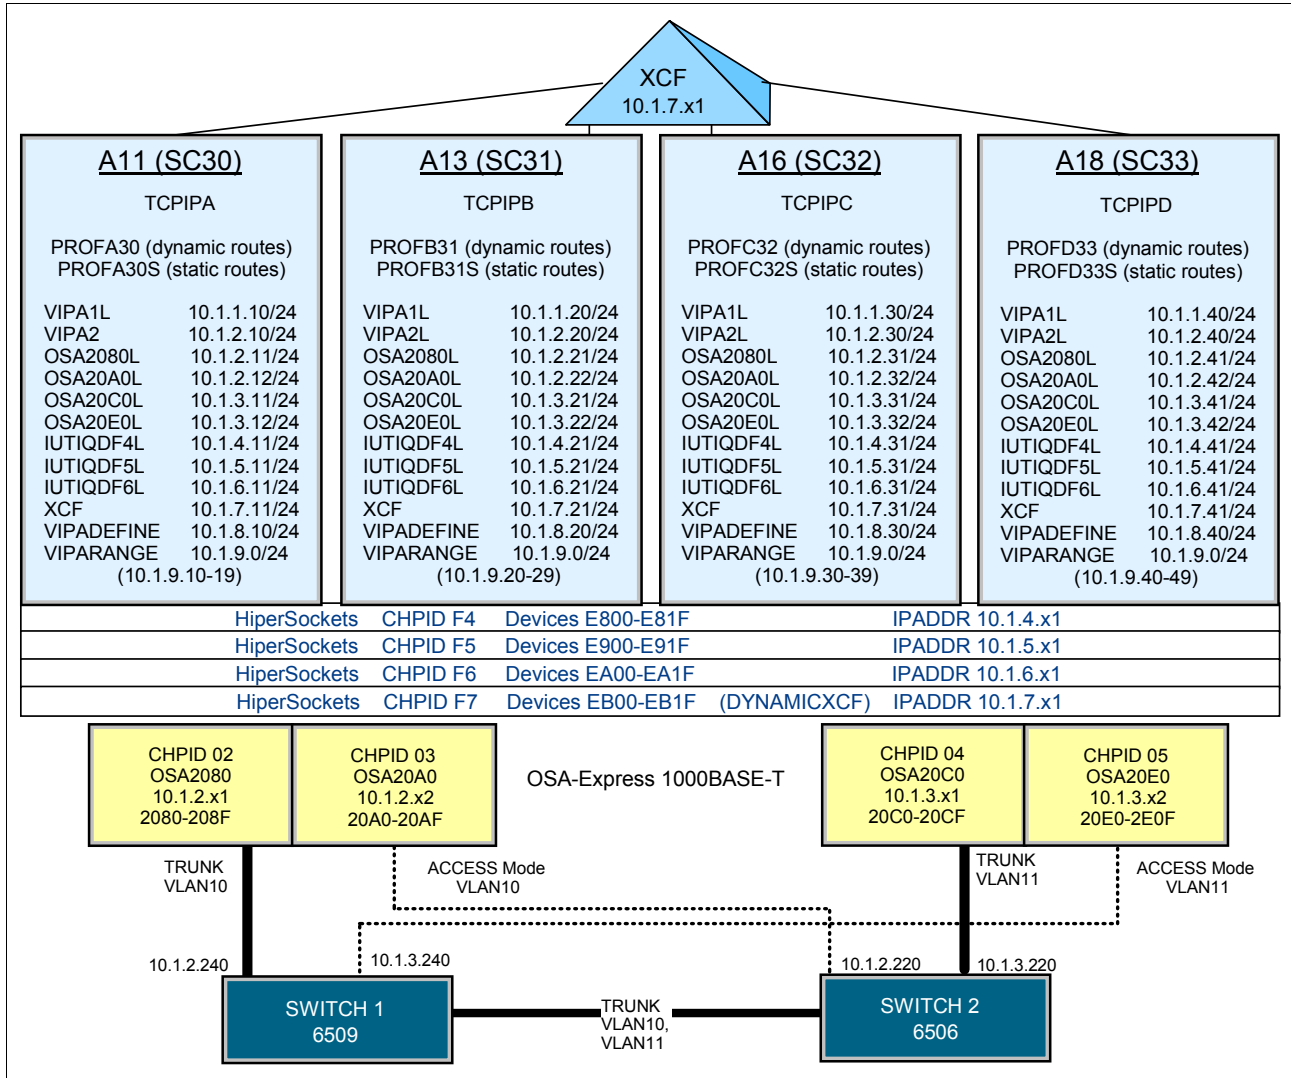 XCF
10.1.7.x1
A11 (SC30)
TCPIPA
PROFA30 (dynamic routes)
PROFA30S (static routes)
VIPA1L 10.1.1.10/24
VIPA2 10.1.2.10/24
OSA2080L 10.1.2.11/24
OSA20A0L 10.1.2.12/24
OSA20C0L 10.1.3.11/24
OSA20E0L 10.1.3.12/24
IUTIQDF4L 10.1.4.11/24
IUTIQDF5L 10.1.5.11/24
IUTIQDF6L 10.1.6.11/24
XCF 10.1.7.11/24
VIPADEFINE 10.1.8.10/24
VIPARANGE 10.1.9.0/24
(10.1.9.10-19)
A13 (SC31)
TCPIPB
PROFB31 (dynamic routes)
PROFB31S (static routes)
VIPA1L 10.1.1.20/24
VIPA2L 10.1.2.20/24
OSA2080L 10.1.2.21/24
OSA20A0L 10.1.2.22/24
OSA20C0L 10.1.3.21/24
OSA20E0L 10.1.3.22/24
IUTIQDF4L 10.1.4.21/24
IUTIQDF5L 10.1.5.21/24
IUTIQDF6L 10.1.6.21/24
XCF 10.1.7.21/24
VIPADEFINE 10.1.8.20/24
VIPARANGE 10.1.9.0/24
(10.1.9.20-29)
A16 (SC32)
TCPIPC
PROFC32 (dynamic routes)
PROFC32S (static routes)
VIPA1L 10.1.1.30/24
VIPA2L 10.1.2.30/24
OSA2080L 10.1.2.31/24
OSA20A0L 10.1.2.32/24
OSA20C0L 10.1.3.31/24
OSA20E0L 10.1.3.32/24
IUTIQDF4L 10.1.4.31/24
IUTIQDF5L 10.1.5.31/24
IUTIQDF6L 10.1.6.31/24
XCF 10.1.7.31/24
VIPADEFINE 10.1.8.30/24
VIPARANGE 10.1.9.0/24
(10.1.9.30-39)
A18 (SC33)
TCPIPD
PROFD33 (dynamic routes)
PROFD33S (static routes)
VIPA1L 10.1.1.40/24
VIPA2L 10.1.2.40/24
OSA2080L 10.1.2.41/24
OSA20A0L 10.1.2.42/24
OSA20C0L 10.1.3.41/24
OSA20E0L 10.1.3.42/24
IUTIQDF4L 10.1.4.41/24
IUTIQDF5L 10.1.5.41/24
IUTIQDF6L 10.1.6.41/24
XCF 10.1.7.41/24
VIPADEFINE 10.1.8.40/24
VIPARANGE 10.1.9.0/24
(10.1.9.40-49)
HiperSockets CHPID F4 Devices E800-E81F IPADDR 10.1.4.x1
HiperSockets CHPID F5 Devices E900-E91F IPADDR 10.1.5.x1
HiperSockets CHPID F6 Devices EA00-EA1F IPADDR 10.1.6.x1
HiperSockets CHPID F7 Devices EB00-EB1F (DYNAMICXCF) IPADDR 10.1.7.x1
CHPID 02
OSA2080
10.1.2.x1
2080-208F
CHPID 03
OSA20A0
10.1.2.x2
20A0-20AF
OSA-Express 1000BASE-T
CHPID 04
OSA20C0
10.1.3.x1
20C0-20CF
CHPID 05
OSA20E0
10.1.3.x2
20E0-2E0F
TRUNK
VLAN10
ACCESS Mode
VLAN10
TRUNK
VLAN11
ACCESS Mode
VLAN11
10.1.2.240
10.1.3.240
10.1.2.220
10.1.3.220
SWITCH 1
6509
TRUNK
VLAN10,
VLAN11
SWITCH 2
6506